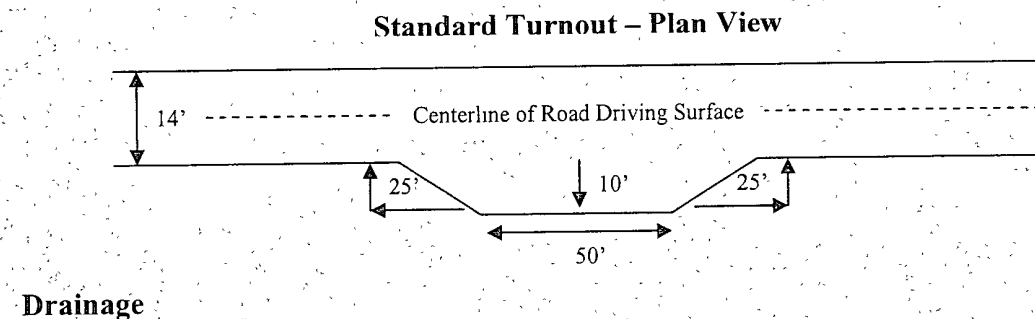 Standard Turnout – Plan View
14'
Centerline of Road Driving Surface
25'
10'
25'
50'
Drainage